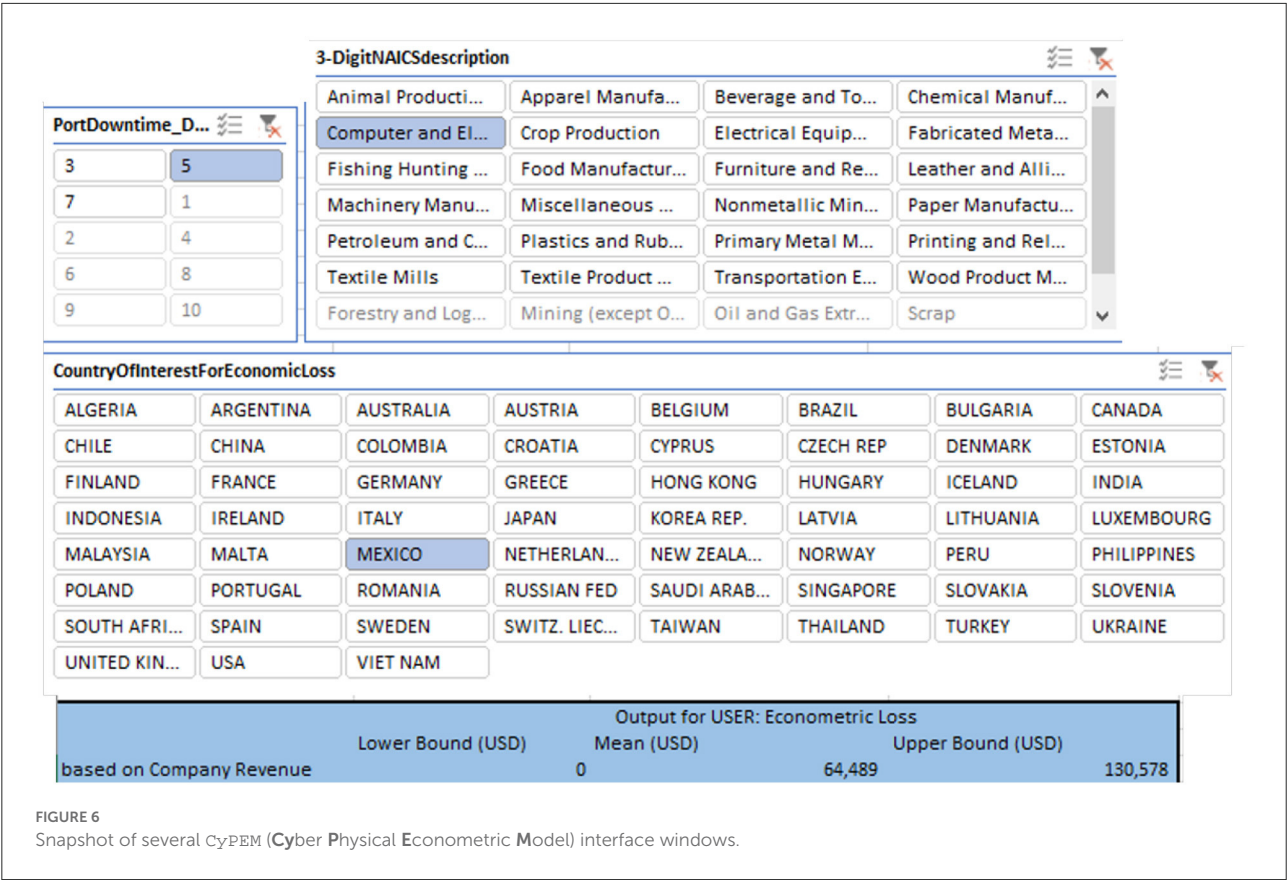 3-DigitNAICSdescription
Animal Producti... Apparel Manufa... Beverage and To... Chemical Manuf...
Computer and El... Crop Production Electrical Equip... Fabricated Meta...
Fishing Hunting ... Food Manufactur... Furniture and Re... Leather and Alli...
Machinery Manu... Miscellaneous ... Nonmetallic Min... Paper Manufactu...
Petroleum and C... Plastics and Rub... Primary Metal M... Printing and Rel...
Textile Mills Textile Product ... Transportation E... Wood Product M...
Forestry and Log... Mining (except O... Oil and Gas Extr... Scrap
PortDowntime_D...
3 5
7 1
2 4
6 8
9 10
CountryOfInterestForEconomicLoss
ALGERIA ARGENTINA AUSTRALIA AUSTRIA BELGIUM BRAZIL BULGARIA CANADA
CHILE CHINA COLOMBIA CROATIA CYPRUS CZECH REP DENMARK ESTONIA
FINLAND FRANCE GERMANY GREECE HONG KONG HUNGARY ICELAND INDIA
INDONESIA IRELAND ITALY JAPAN KOREA REP. LATVIA LITHUANIA LUXEMBOURG
MALAYSIA MALTA MEXICO NETHERLAN... NEW ZEALA... NORWAY PERU PHILIPPINES
POLAND PORTUGAL ROMANIA RUSSIAN FED SAUDI ARAB... SINGAPORE SLOVAKIA SLOVENIA
SOUTH AFRI... SPAIN SWEDEN SWITZ. LIEC... TAIWAN THAILAND TURKEY UKRAINE
UNITED KIN... USA VIET NAM
Output for USER: Econometric Loss
Lower Bound (USD) Mean (USD) Upper Bound (USD)
based on Company Revenue 0 64,489 130,578
FIGURE 6
Snapshot of several CyPEM (Cyber Physical Econometric Model) interface windows.